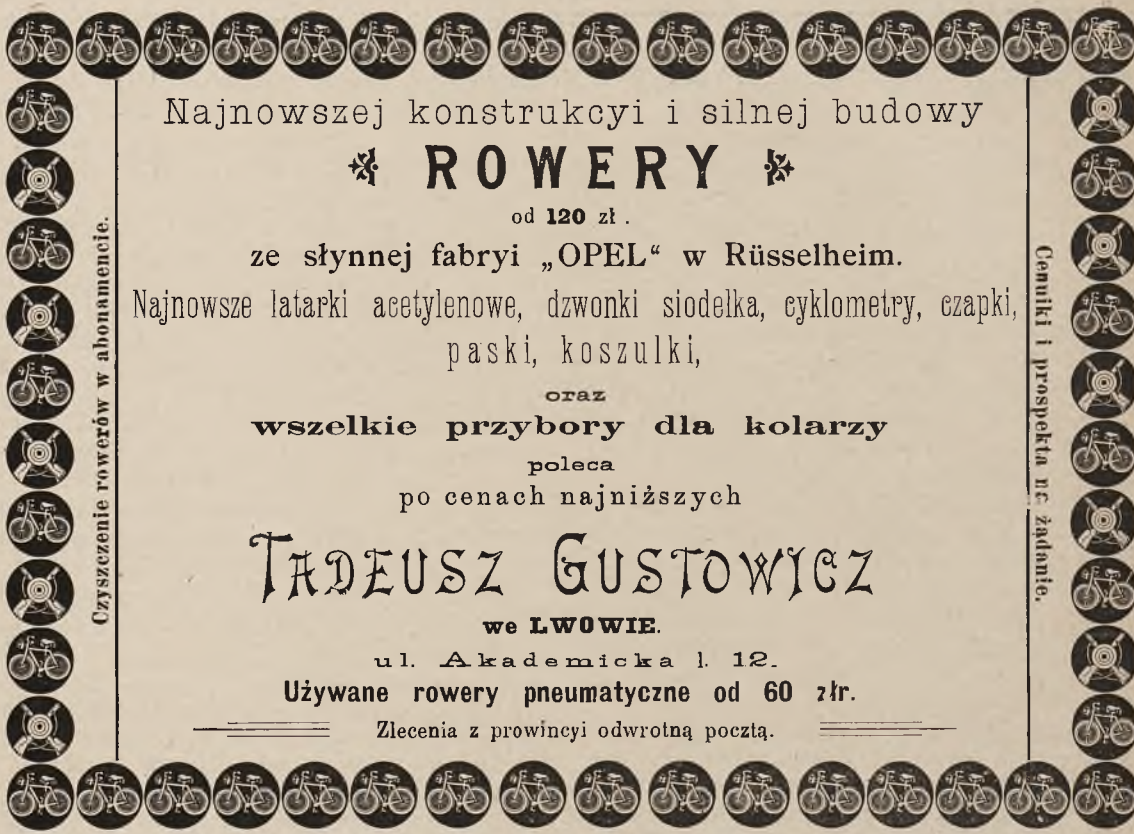 Najnowszej konstrukcyi i silnej budowy
ROWERY
od 120 zł .
ze słynnej fabryi „OPEL“ w Rüsselheim.
Najnowsze latarki acetylenowe, dzwonki siodelka, cyklometry, czapki,
paski, koszulki,
oraz
wszelkie przybory dla kolarzy
poleca
po cenach najniższych
TADEUSZ GUSTOWICZ
we LWOWIE.
ul. Akademicka l. 12.
Używane rowery pneumatyczne od 60 złr.
Zlecenia z prowincyi odwrotną pocztą.
Czyszczenie rowerów w abonamencie.
Cenniki i prospekta na żądanie.